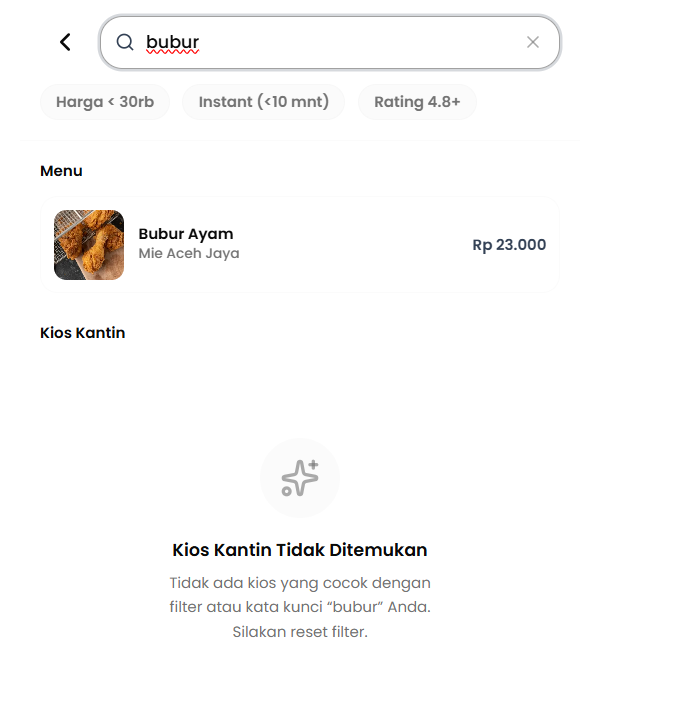 bubur
Harga < 30rb
Instant (<10 mnt)
Rating 4.8+
Menu
Bubur Ayam
Mie Aceh Jaya
Rp 23.000
Kios Kantin
Kios Kantin Tidak Ditemukan
Tidak ada kios yang cocok dengan
filter atau kata kunci “bubur” Anda.
Silakan reset filter.